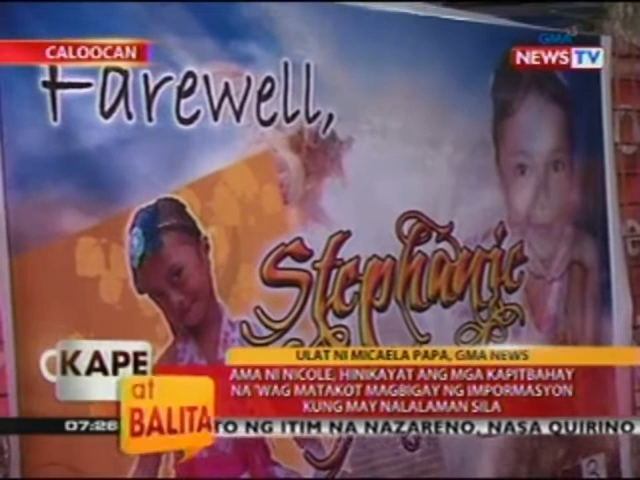 CALOOCAN
GMA
NEWS TV
Farewell,
Stephanie
ULAT NI MICAELA PAPA, GMA NEWS
AMA NI NICOLE, HINIKAYAT ANG MGA KAPITBAHAY
NA 'WAG MATAKOT MAGBIGAY NG IMPORMASYON
KUNG MAY NALALAMAN SILA
KAPE
at
BALITA
07:26
TO NG ITIM NA NAZARENO, NASA QUIRINO